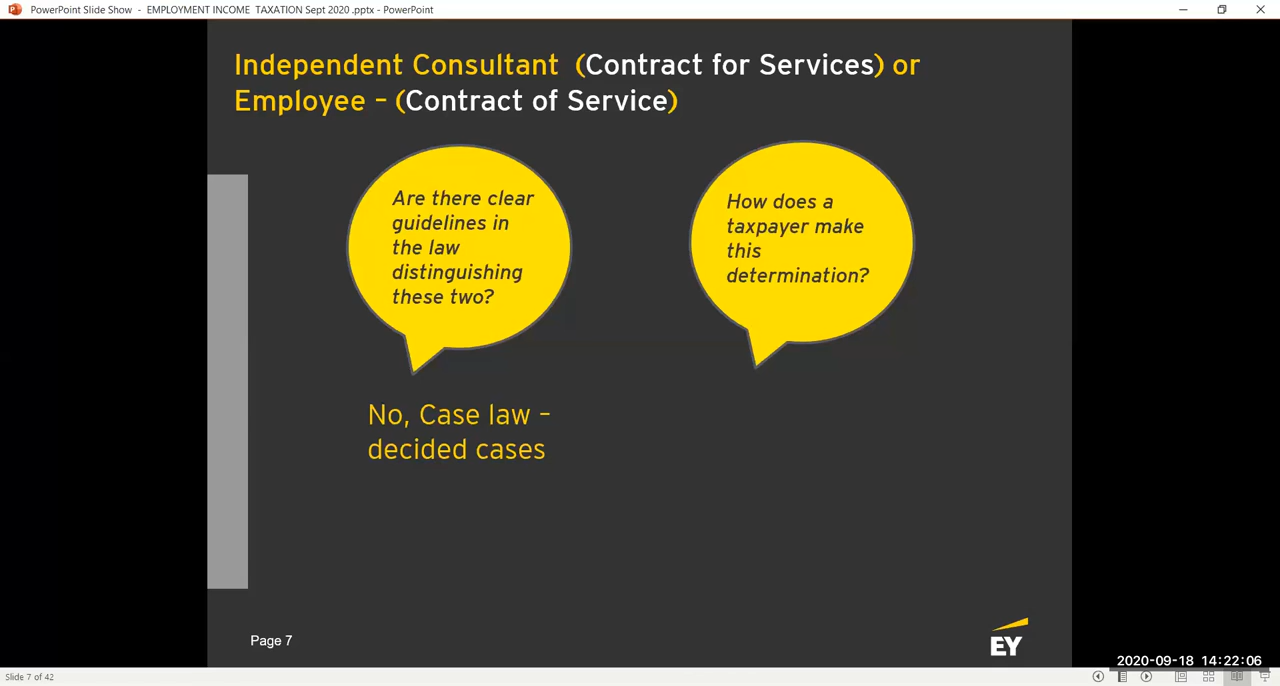 PowerPoint Slide Show - EMPLOYMENT INCOME TAXATION Sept 2020 .pptx - PowerPoint
Independent Consultant (Contract for Services) or
Employee – (Contract of Service)
Are there clear
guidelines in
the law
distinguishing
these two?
How does a
taxpayer make
this
determination?
No, Case law –
decided cases
Page 7
EY
2020-09-18 14:22:06
Slide 7 of 42